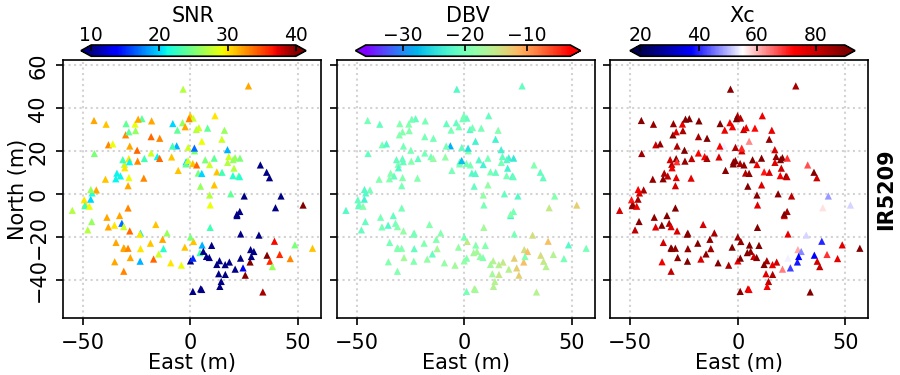 SNR DBV Xc
10 20 30 40 −30 −20 −10 20 40 60 80
60
40
20
0
−20
−40
North (m)
−50 0 50 −50 0 50 −50 0 50
East (m) East (m) East (m)
IR5209